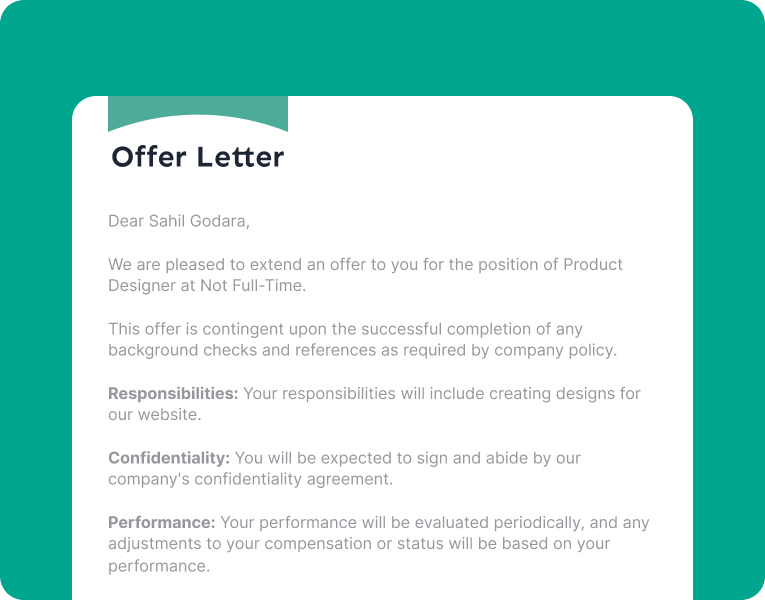 Offer Letter
Dear Sahil Godara,
We are pleased to extend an offer to you for the position of Product
Designer at Not Full-Time.
This offer is contingent upon the successful completion of any
background checks and references as required by company policy.
Responsibilities: Your responsibilities will include creating designs for
our website.
Confidentiality: You will be expected to sign and abide by our
company's confidentiality agreement.
Performance: Your performance will be evaluated periodically, and any
adjustments to your compensation or status will be based on your
performance.